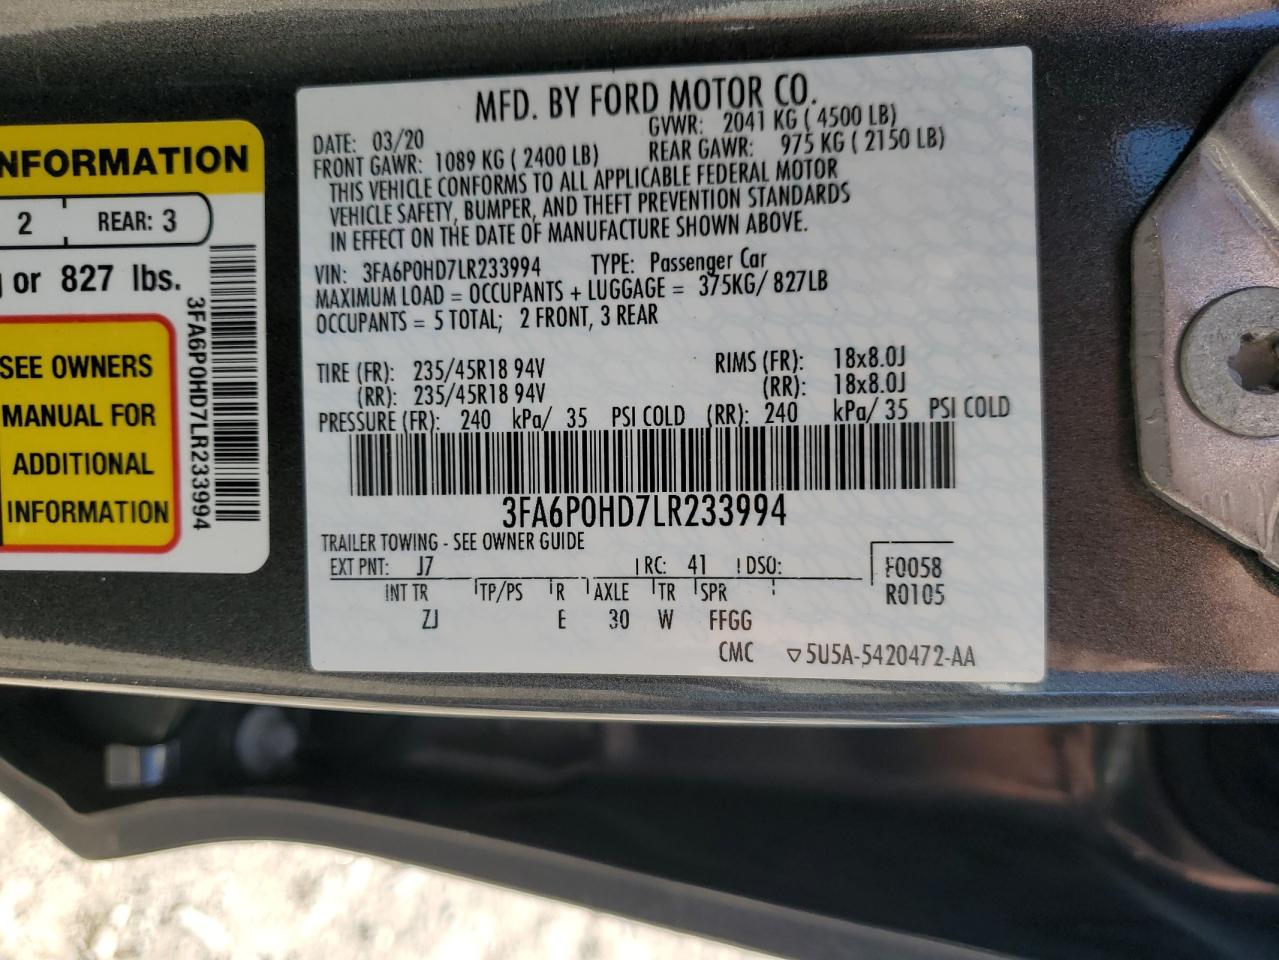 MFD. BY FORD MOTOR CO.
DATE: 03/20 GVWR: 2041 KG ( 4500 LB)
FRONT GAWR: 1089 KG ( 2400 LB) REAR GAWR: 975 KG ( 2150 LB)
THIS VEHICLE CONFORMS TO ALL APPLICABLE FEDERAL MOTOR
VEHICLE SAFETY, BUMPER, AND THEFT PREVENTION STANDARDS
IN EFFECT ON THE DATE OF MANUFACTURE SHOWN ABOVE.
VIN: 3FA6P0HD7LR233994 TYPE: Passenger Car
MAXIMUM LOAD = OCCUPANTS + LUGGAGE = 375KG/ 827LB
OCCUPANTS = 5 TOTAL; 2 FRONT, 3 REAR
TIRE (FR): 235/45R18 94V RIMS (FR): 18x8.0J
(RR): 235/45R18 94V (RR): 18x8.0J
PRESSURE (FR): 240 kPa/ 35 PSI COLD (RR): 240 kPa/ 35 PSI COLD
3FA6P0HD7LR233994
TRAILER TOWING - SEE OWNER GUIDE
EXT PNT: J7 RC: 41 DSO: F0058
INT TR TP/PS R AXLE TR SPR R0105
ZJ E 30 W FFGG
CMC ▽5U5A-5420472-AA
NFORMATION
2 REAR: 3
or 827 lbs.
SEE OWNERS
MANUAL FOR
ADDITIONAL
INFORMATION
3FA6P0HD7LR233994